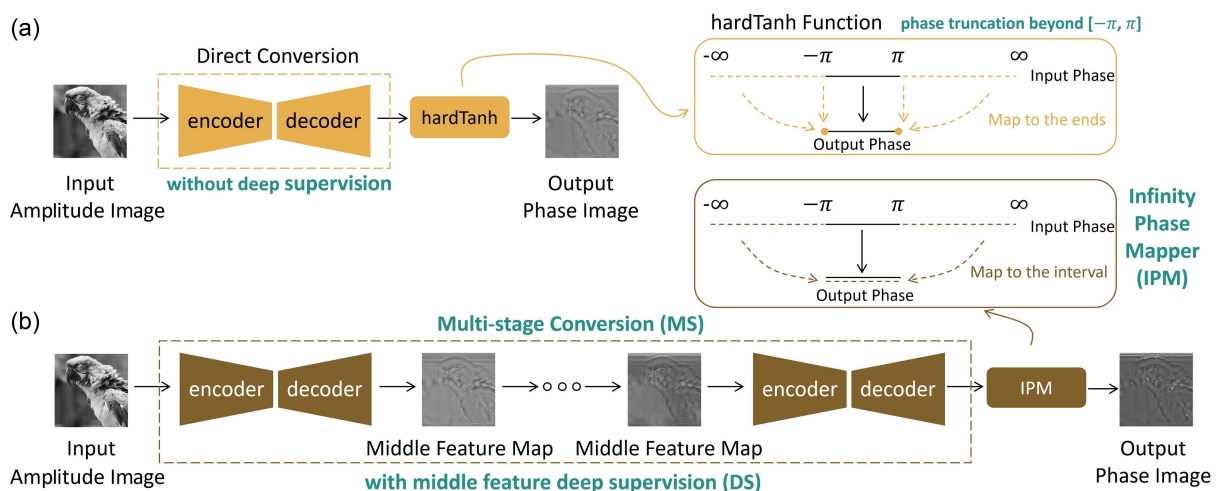 (a)
Direct Conversion
encoder
decoder
hardTanh
Input
Amplitude Image
without deep supervision
Output
Phase Image
hardTanh Function
phase truncation beyond [−π, π]
-∞
−π
π
∞
Input Phase
Map to the ends
Output Phase
-∞
−π
π
∞
Input Phase
Map to the interval
Output Phase
Infinity
Phase
Mapper
(IPM)
(b)
Multi-stage Conversion (MS)
encoder
decoder
encoder
decoder
IPM
Input
Amplitude Image
Middle Feature Map
Middle Feature Map
Output
Phase Image
with middle feature deep supervision (DS)